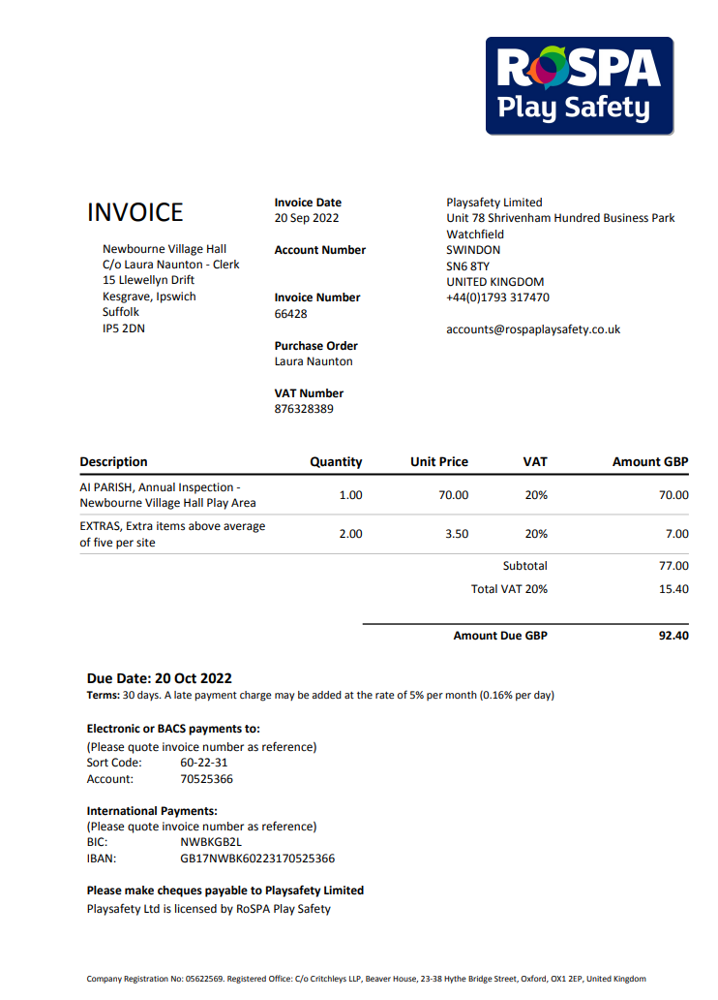 ROSPA
Play Safety
INVOICE
Newbourne Village Hall
C/o Laura Naunton - Clerk
15 Llewellyn Drift
Kesgrave, Ipswich
Suffolk
IP5 2DN
Invoice Date
20 Sep 2022
Account Number
Invoice Number
66428
Purchase Order
Laura Naunton
VAT Number
876328389
Playsafety Limited
Unit 78 Shrivenham Hundred Business Park
Watchfield
SWINDON
SN6 8TY
UNITED KINGDOM
+44(0)1793 317470
accounts@rospaplaysafety.co.uk
Description Quantity Unit Price VAT Amount GBP
AI PARISH, Annual Inspection -
Newbourne Village Hall Play Area 1.00 70.00 20% 70.00
EXTRAS, Extra items above average
of five per site 2.00 3.50 20% 7.00
Subtotal 77.00
Total VAT 20% 15.40
Amount Due GBP 92.40
Due Date: 20 Oct 2022
Terms: 30 days. A late payment charge may be added at the rate of 5% per month (0.16% per day)
Electronic or BACS payments to:
(Please quote invoice number as reference)
Sort Code: 60-22-31
Account: 70525366
International Payments:
(Please quote invoice number as reference)
BIC: NWBKGB2L
IBAN: GB17NWBK60223170525366
Please make cheques payable to Playsafety Limited
Playsafety Ltd is licensed by RoSPA Play Safety
Company Registration No: 05622569. Registered Office: C/o Critchleys LLP, Beaver House, 23-38 Hythe Bridge Street, Oxford, OX1 2EP, United Kingdom